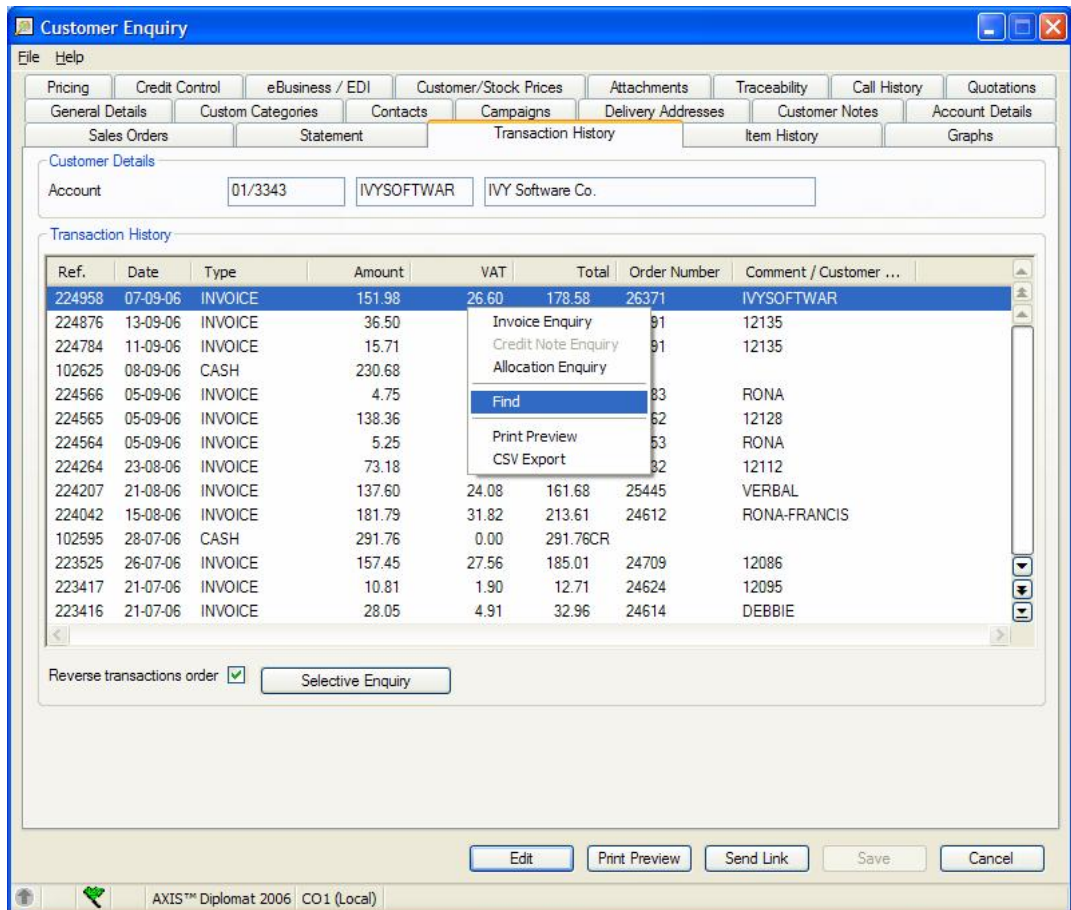 Customer Enquiry
File Help
Pricing Credit Control eBusiness / EDI Customer/Stock Prices Attachments Traceability Call History Quotations
General Details Custom Categories Contacts Campaigns Delivery Addresses Customer Notes Account Details
Sales Orders Statement Transaction History Item History Graphs
Customer Details
Account 01/3343 IVYSOFTWAR IVY Software Co.
Transaction History
Ref. Date Type Amount VAT Total Order Number Comment / Customer ...
224958 07-09-06 INVOICE 151.98 26.60 178.58 26371 IVYSOFTWAR
224876 13-09-06 INVOICE 36.50 91 12135
224784 11-09-06 INVOICE 15.71 91 12135
102625 08-09-06 CASH 230.68
224566 05-09-06 INVOICE 4.75 83 RONA
224565 05-09-06 INVOICE 138.36 62 12128
224564 05-09-06 INVOICE 5.25 53 RONA
224264 23-08-06 INVOICE 73.18 32 12112
224207 21-08-06 INVOICE 137.60 24.08 161.68 25445 VERBAL
224042 15-08-06 INVOICE 181.79 31.82 213.61 24612 RONA-FRANCIS
102595 28-07-06 CASH 291.76 0.00 291.76CR
223525 26-07-06 INVOICE 157.45 27.56 185.01 24709 12086
223417 21-07-06 INVOICE 10.81 1.90 12.71 24624 12095
223416 21-07-06 INVOICE 28.05 4.91 32.96 24614 DEBBIE
Invoice Enquiry
Credit Note Enquiry
Allocation Enquiry
Find
Print Preview
CSV Export
Reverse transactions order Selective Enquiry
Edit Print Preview Send Link Save Cancel
AXIS™ Diplomat 2006 CO1 (Local)